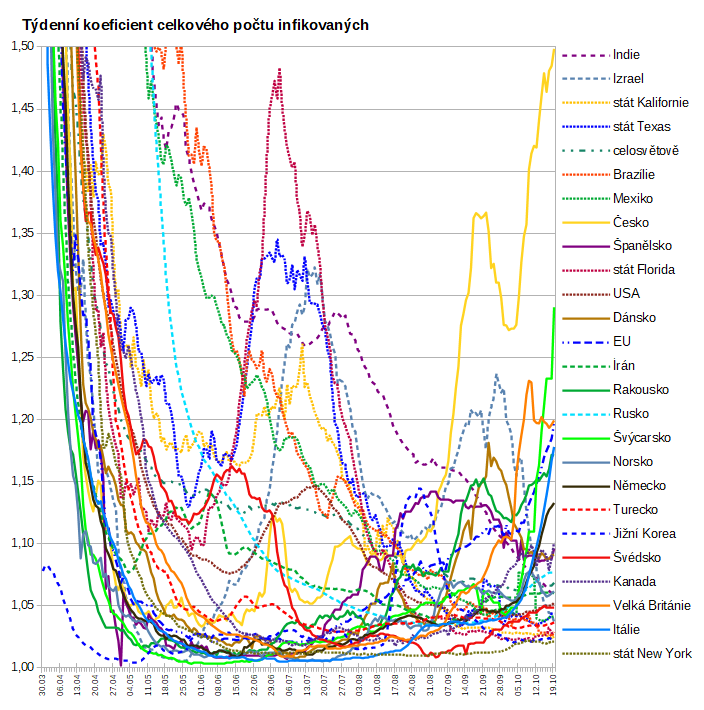 Týdenní koeficient celkového počtu infikovaných
1,50
1,45
1,40
1,35
1,30
1,25
1,20
1,15
1,10
1,05
1,00
30.03
06.04
13.04
20.04
27.04
04.05
11.05
18.05
25.05
01.06
08.06
15.06
22.06
29.06
06.07
13.07
20.07
27.07
03.08
10.08
17.08
24.08
31.08
07.09
14.09
21.09
28.09
05.10
12.10
19.10
Indie
Izrael
stát Kalifornie
stát Texas
celosvětově
Brazílie
Mexiko
Česko
Španělsko
stát Florida
USA
Dánsko
EU
Írán
Rakousko
Rusko
Švýcarsko
Norsko
Německo
Turecko
Jižní Korea
Švédsko
Kanada
Velká Británie
Itálie
stát New York